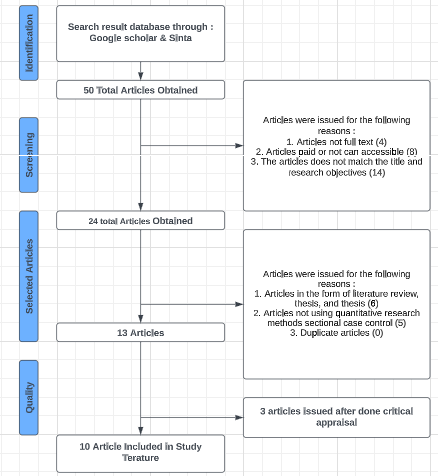 Identification
Search result database through :
Google scholar & Sinta
50 Total Articles Obtained
Screening
Articles were issued for the following
reasons :
1. Articles not full text (4)
2. Articles paid or not can accessible (8)
3. The articles does not match the title and
research objectives (14)
24 total Articles Obtained
Selected Articles
Articles were issued for the following
reasons :
1. Articles in the form of literature review,
thesis, and thesis (6)
2. Articles not using quantitative research
methods sectional case control (5)
3. Duplicate articles (0)
13 Articles
Quality
3 articles issued after done critical
appraisal
10 Article Included in Study
Terature